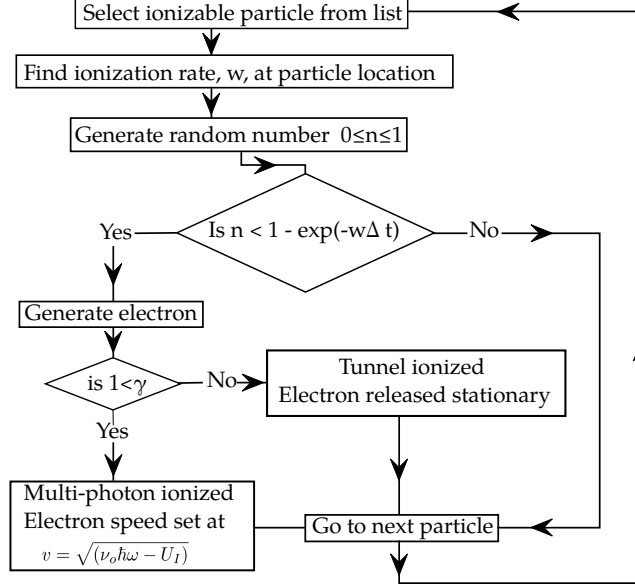 Select ionizable particle from list
Find ionization rate, w, at particle location
Generate random number 0≤n≤1
Is n < 1 - exp(-wΔ t)
Yes
No
Generate electron
is 1<γ
No
Tunnel ionized
Electron released stationary
Yes
Multi-photon ionized
Electron speed set at
v = √(ν₀ħω − U_I)
Go to next particle